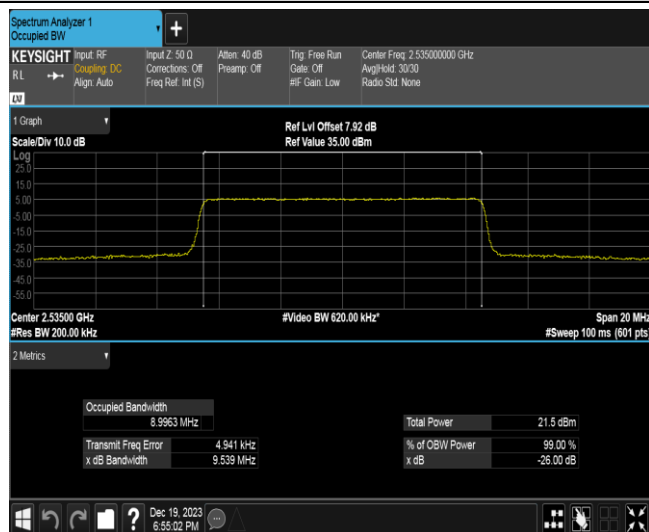 Spectrum Analyzer 1
Occupied BW
KEYSIGHT
Input: RF
Coupling: DC
Align: Auto
Input Z: 50 Ω
Corrections: Off
Freq Ref: Int (S)
Atten: 40 dB
Preamp: Off
Trig: Free Run
Gate: Off
#IF Gain: Low
Center Freq: 2.535000000 GHz
Avg|Hold: 30/30
Radio Std: None
RL
LXI
1 Graph
Scale/Div 10.0 dB
Ref Lvl Offset 7.92 dB
Ref Value 35.00 dBm
Log
25.0
15.0
5.00
-5.00
-15.0
-25.0
-35.0
-45.0
-55.0
Center 2.53500 GHz
#Video BW 620.00 kHz*
Span 20 MHz
#Res BW 200.00 kHz
#Sweep 100 ms (601 pts)
2 Metrics
Occupied Bandwidth
8.9963 MHz
Total Power 21.5 dBm
Transmit Freq Error 4.941 kHz
% of OBW Power 99.00 %
x dB Bandwidth 9.539 MHz
x dB -26.00 dB
Dec 19, 2023
6:55:02 PM